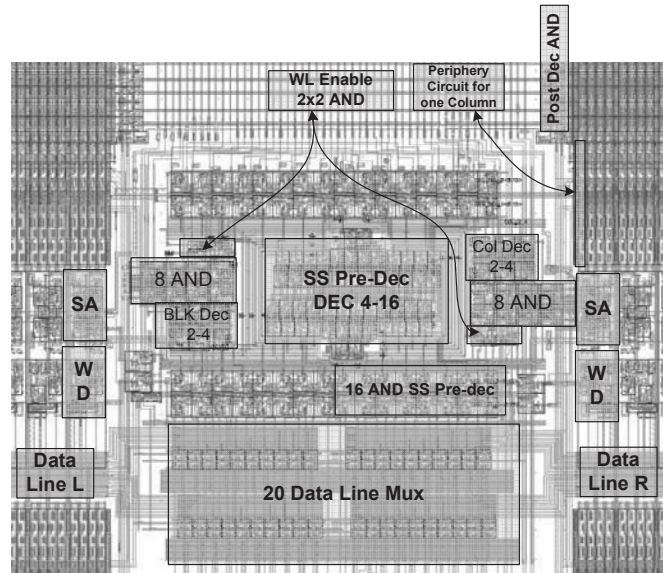 Post Dec AND
WL Enable
2x2 AND
Periphery
Circuit for
one Column
Col Dec
2-4
8 AND
SS Pre-Dec
DEC 4-16
8 AND
SA
SA
BLK Dec
2-4
W
D
W
D
16 AND SS Pre-dec
Data
Line L
20 Data Line Mux
Data
Line R